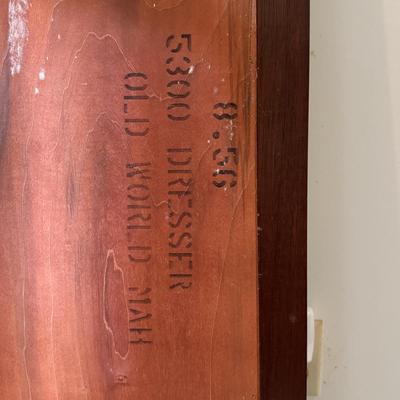 8.56
5300 DRESSER
OLD WORLD MAH